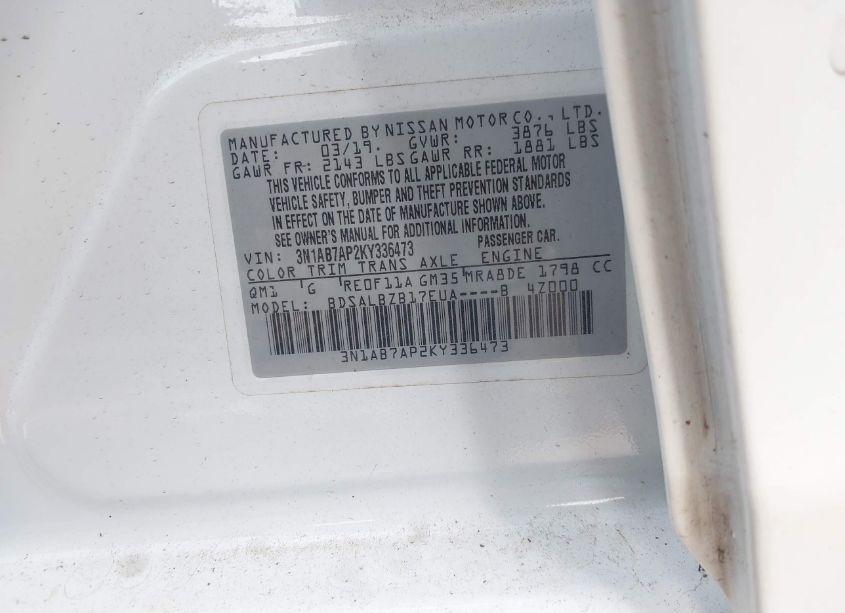 MANUFACTURED BY NISSAN MOTOR CO., LTD.
DATE: 03/19. GVWR: 3876 LBS
GAWR FR: 2143 LBS GAWR RR: 1881 LBS
THIS VEHICLE CONFORMS TO ALL APPLICABLE FEDERAL MOTOR
VEHICLE SAFETY, BUMPER AND THEFT PREVENTION STANDARDS
IN EFFECT ON THE DATE OF MANUFACTURE SHOWN ABOVE.
SEE OWNER'S MANUAL FOR ADDITIONAL INFORMATION.
VIN: 3N1AB7AP2KY336473 PASSENGER CAR.
COLOR TRIM TRANS AXLE ENGINE
QM1 G RE0F11A GM35 MRA8DE 1798 CC
MODEL: BDSALBZB17EUA----B 4Z000
3N1AB7AP2KY336473